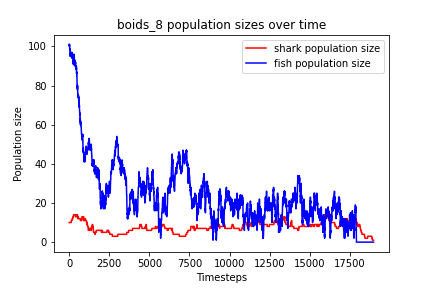 boids_8 population sizes over time
shark population size
fish population size
Population size
100
80
60
40
20
0
0
2500
5000
7500
10000
12500
15000
17500
Timesteps